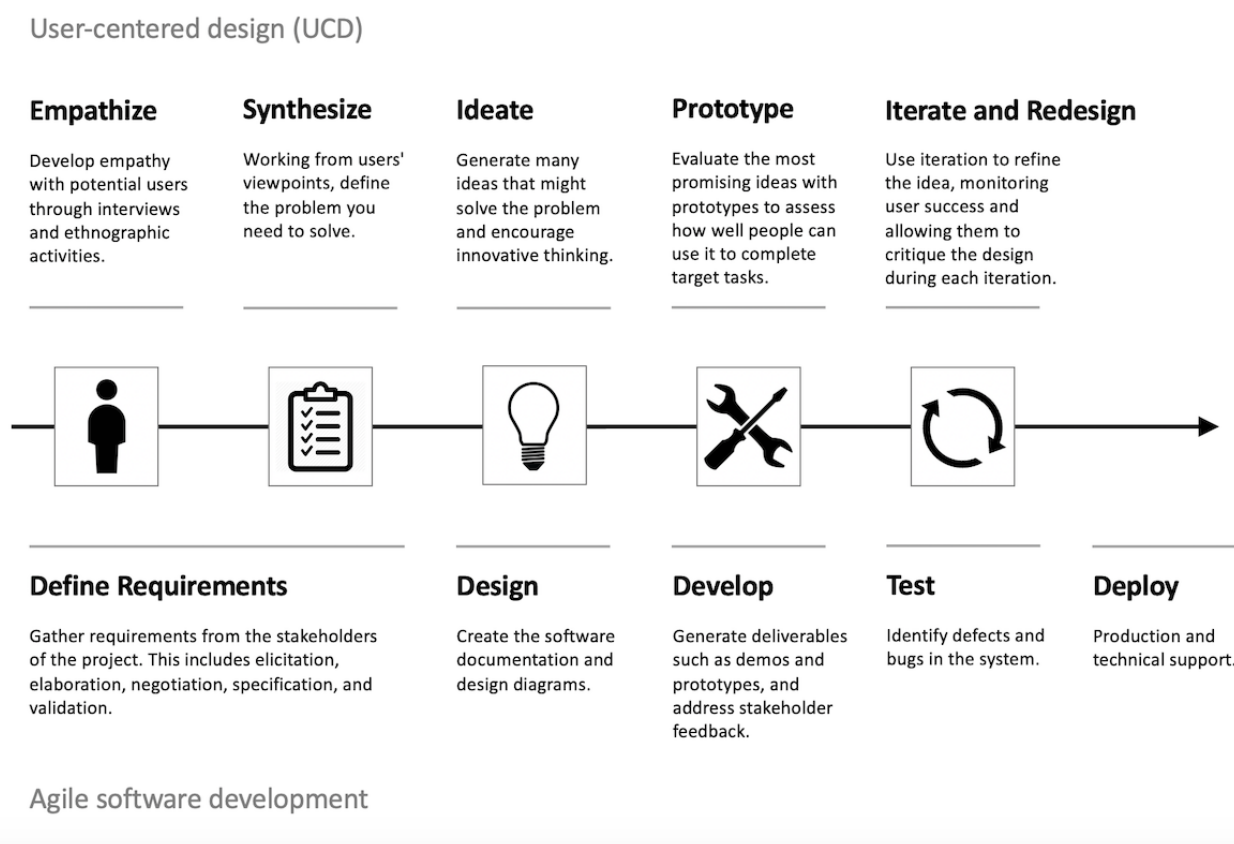 User-centered design (UCD)
Empathize
Develop empathy
with potential users
through interviews
and ethnographic
activities.
Synthesize
Working from users'
viewpoints, define
the problem you
need to solve.
Ideate
Generate many
ideas that might
solve the problem
and encourage
innovative thinking.
Prototype
Evaluate the most
promising ideas with
prototypes to assess
how well people can
use it to complete
target tasks.
Iterate and Redesign
Use iteration to refine
the idea, monitoring
user success and
allowing them to
critique the design
during each iteration.
Define Requirements
Gather requirements from the stakeholders
of the project. This includes elicitation,
elaboration, negotiation, specification, and
validation.
Design
Create the software
documentation and
design diagrams.
Develop
Generate deliverables
such as demos and
prototypes, and
address stakeholder
feedback.
Test
Identify defects and
bugs in the system.
Deploy
Production and
technical support.
Agile software development